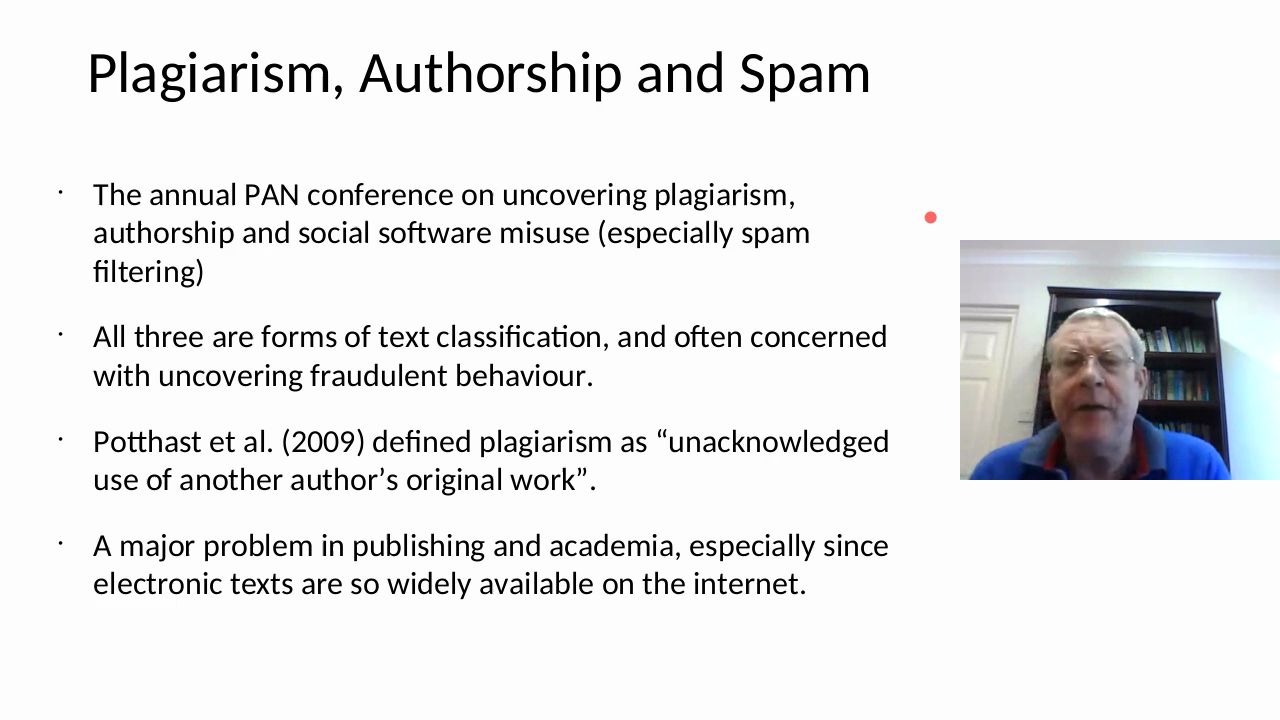 Plagiarism, Authorship and Spam
· The annual PAN conference on uncovering plagiarism,
authorship and social software misuse (especially spam
filtering)
· All three are forms of text classification, and often concerned
with uncovering fraudulent behaviour.
· Potthast et al. (2009) defined plagiarism as “unacknowledged
use of another author’s original work”.
· A major problem in publishing and academia, especially since
electronic texts are so widely available on the internet.